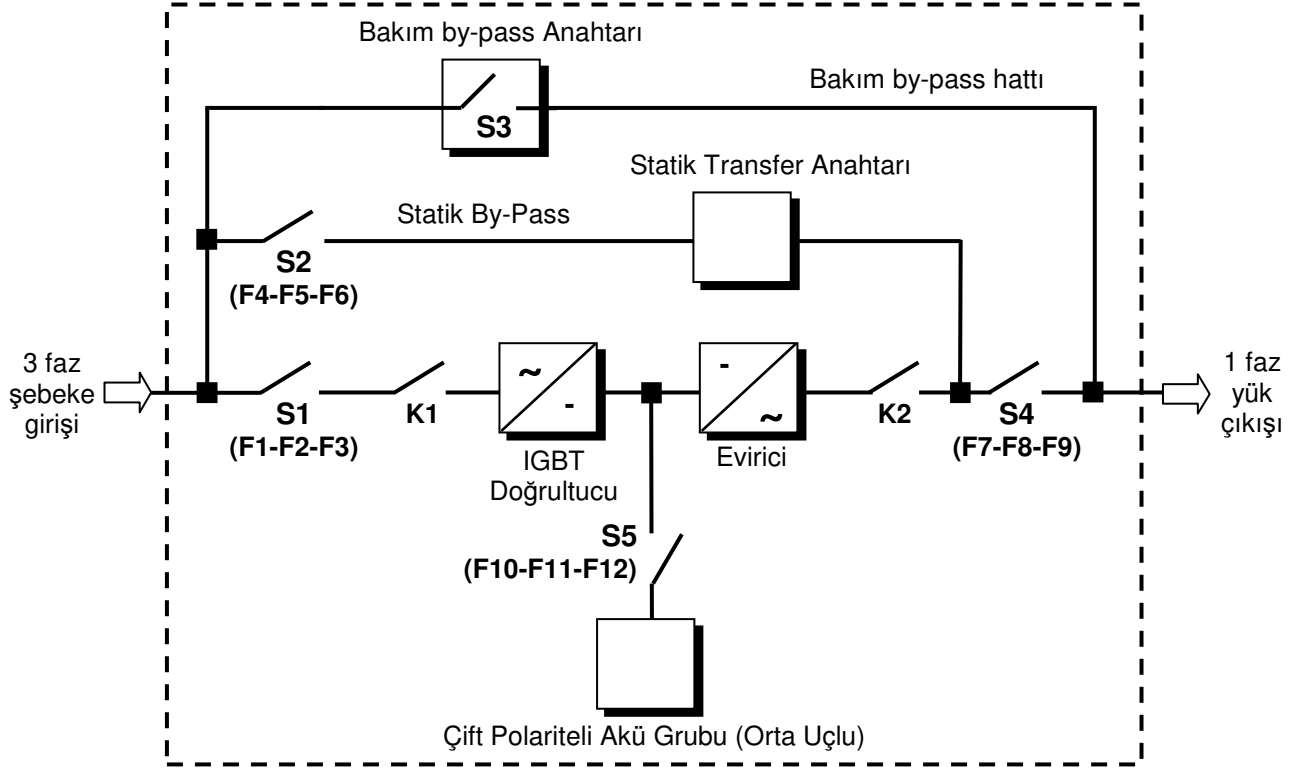 Bakım by-pass Anahtarı
Bakım by-pass hattı
S3
Statik Transfer Anahtarı
Statik By-Pass
S2
(F4-F5-F6)
3 faz
şebeke
girişi
S1
(F1-F2-F3)
K1
~
-
IGBT
Doğrultucu
-
~
Evirici
K2
S4
(F7-F8-F9)
1 faz
yük
çıkışı
S5
(F10-F11-F12)
Çift Polariteli Akü Grubu (Orta Uçlu)